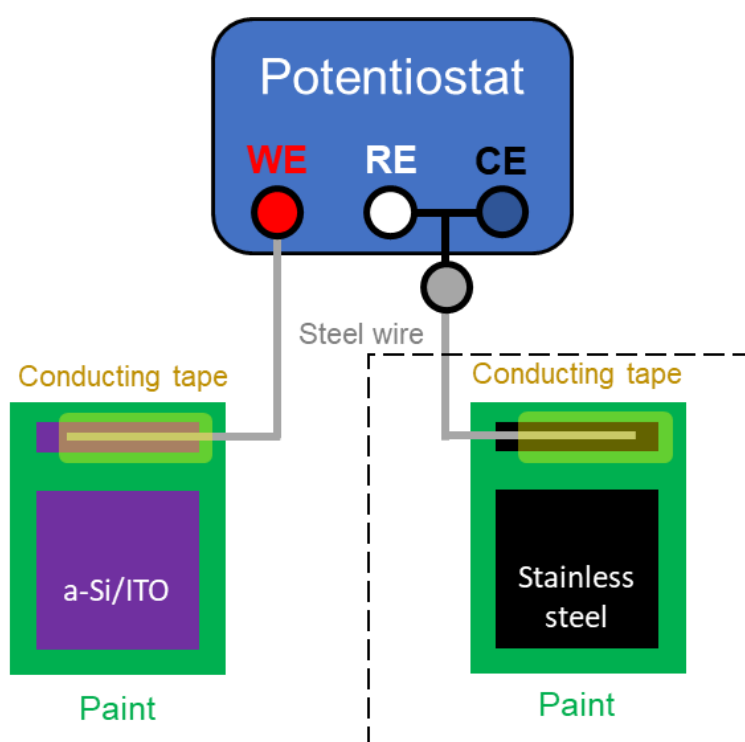 Potentiostat
WE RE CE
Steel wire
Conducting tape
Conducting tape
a-Si/ITO
Stainless
steel
Paint
Paint